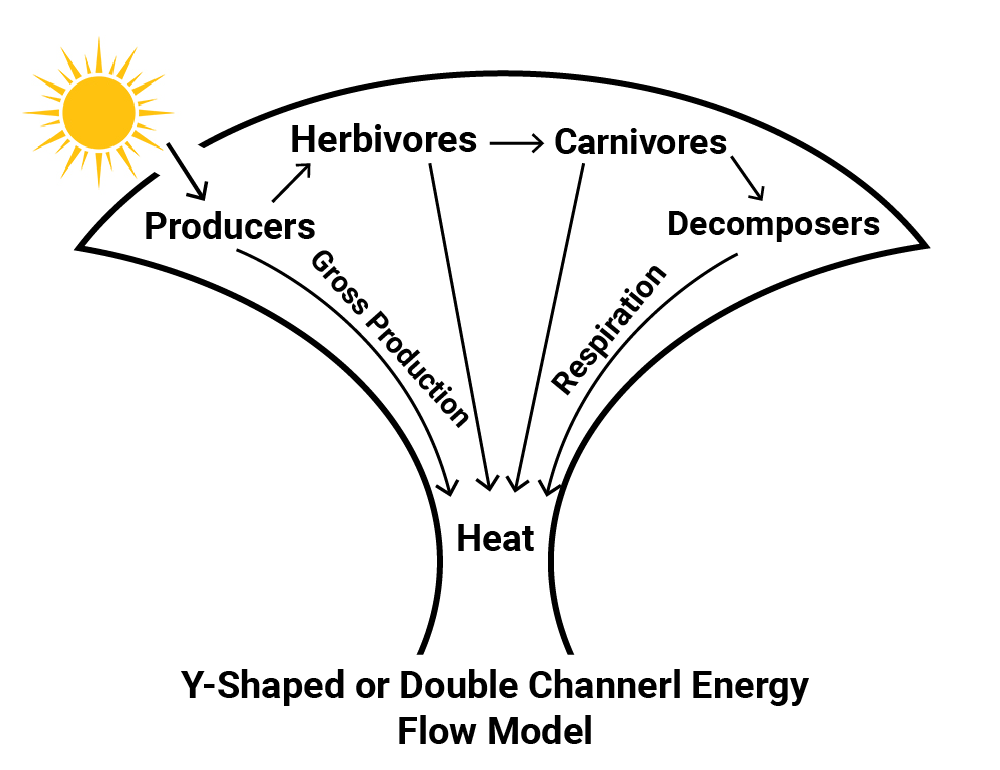 Herbivores
Carnivores
Producers
Decomposers
Gross Production
Respiration
Heat
Y-Shaped or Double Channerl Energy
Flow Model